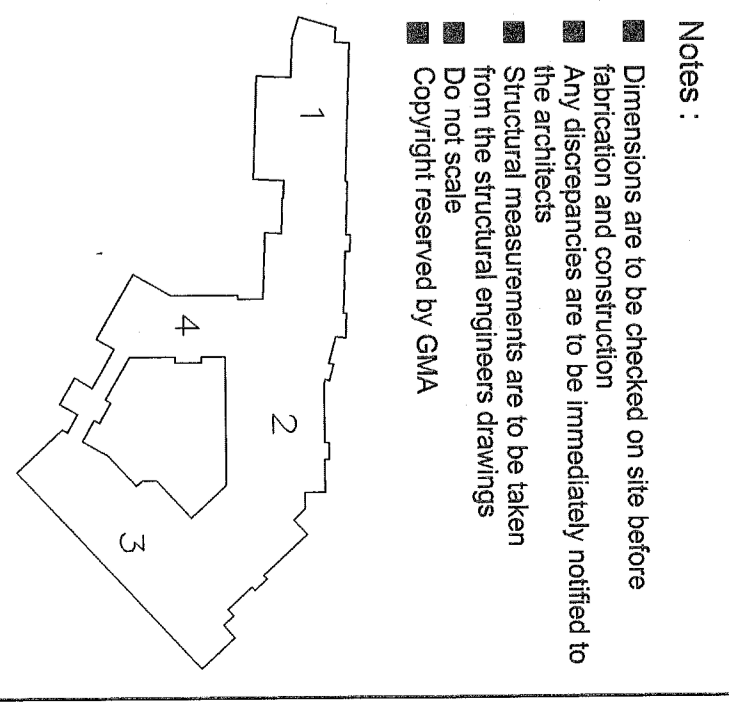 Notes :
Dimensions are to be checked on site before
fabrication and construction
Any discrepancies are to be immediately notified to
the architects
Structural measurements are to be taken
from the structural engineers drawings
Do not scale
Copyright reserved by GMA
1
2
4
3